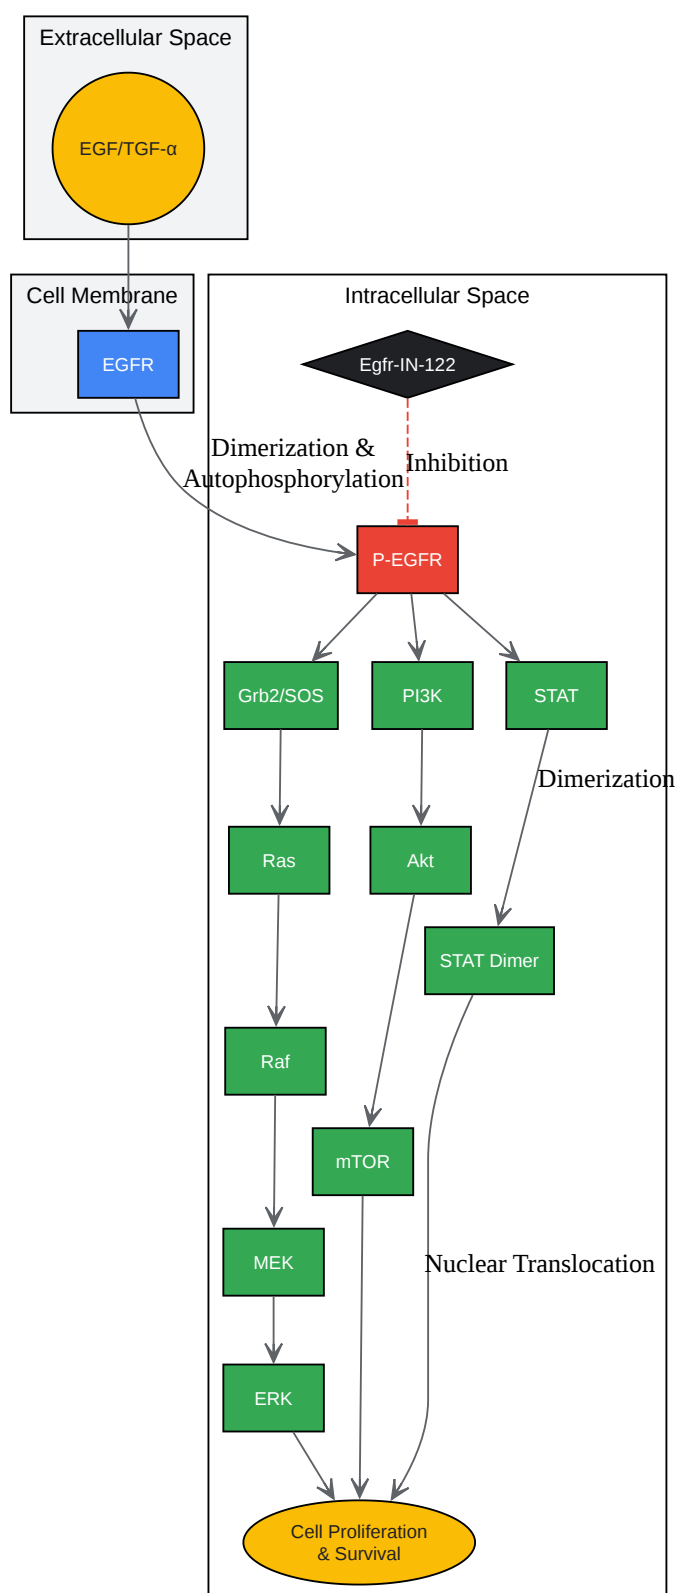 Extracellular Space
EGF/TGF-α
Cell Membrane
EGFR
Intracellular Space
Egfr-IN-122
Dimerization &
Autophosphorylation
Inhibition
P-EGFR
Grb2/SOS
PI3K
STAT
Dimerization
Ras
Akt
STAT Dimer
Raf
mTOR
MEK
Nuclear Translocation
ERK
Cell Proliferation
& Survival